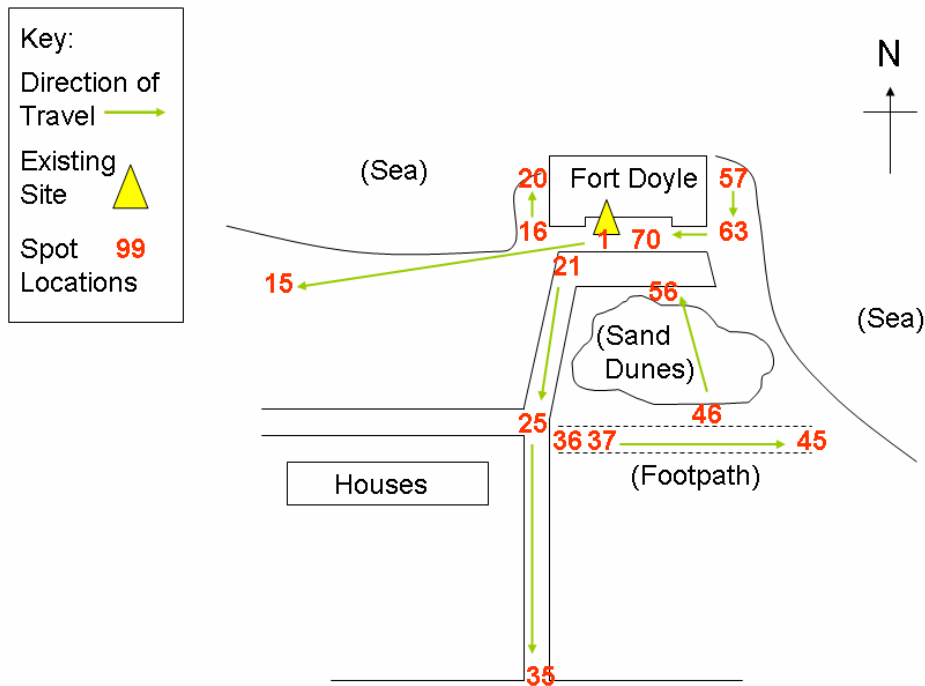 Key:
Direction of
Travel
Existing
Site
Spot 99
Locations
N
(Sea)
20
Fort Doyle
57
16
1
70
63
21
15
56
(Sand
Dunes)
(Sea)
46
25
36
37
45
(Footpath)
Houses
35